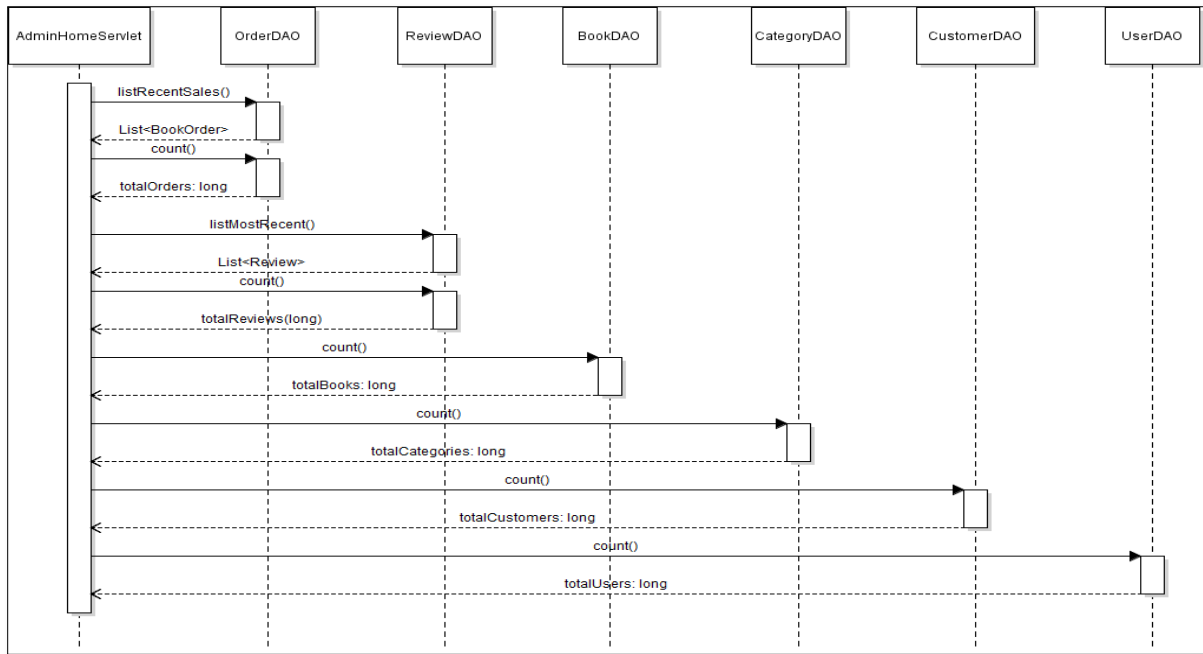 AdminHomeServlet
OrderDAO
ReviewDAO
BookDAO
CategoryDAO
CustomerDAO
UserDAO
listRecentSales()
List<BookOrder>
count()
totalOrders: long
listMostRecent()
List<Review>
count()
totalReviews(long)
count()
totalBooks: long
count()
totalCategories: long
count()
totalCustomers: long
count()
totalUsers: long